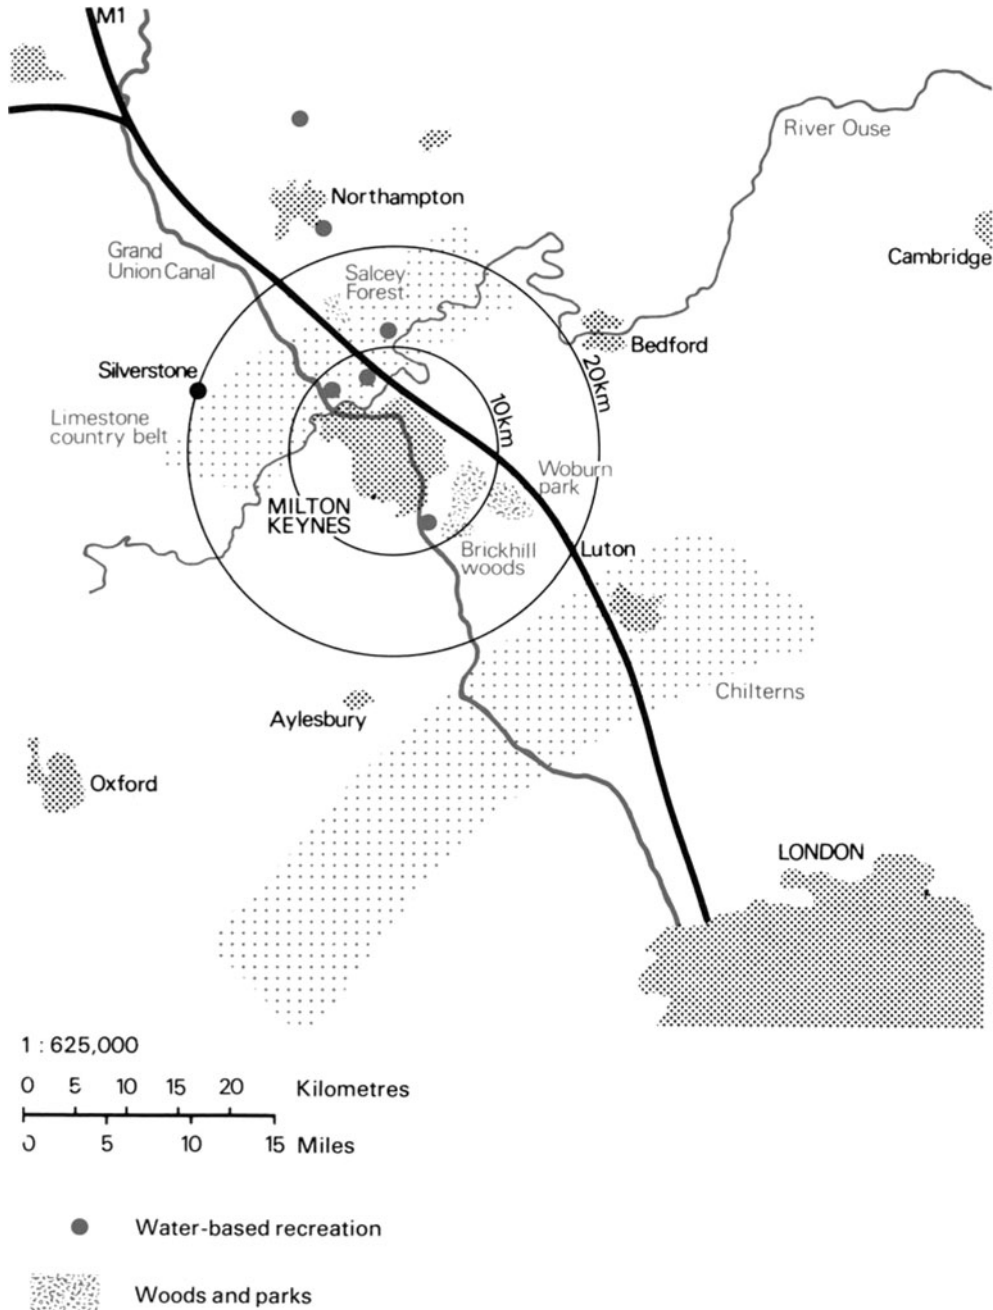 M1
River Ouse
Northampton
Cambridge
Grand
Union Canal
Salcey
Forest
Bedford
20km
Silverstone
10km
Limestone
country belt
Woburn
park
MILTON
KEYNES
Brickhill
woods
Luton
Chilterns
Aylesbury
Oxford
LONDON
1 : 625,000
0 5 10 15 20 Kilometres
0 5 10 15 Miles
Water-based recreation
Woods and parks